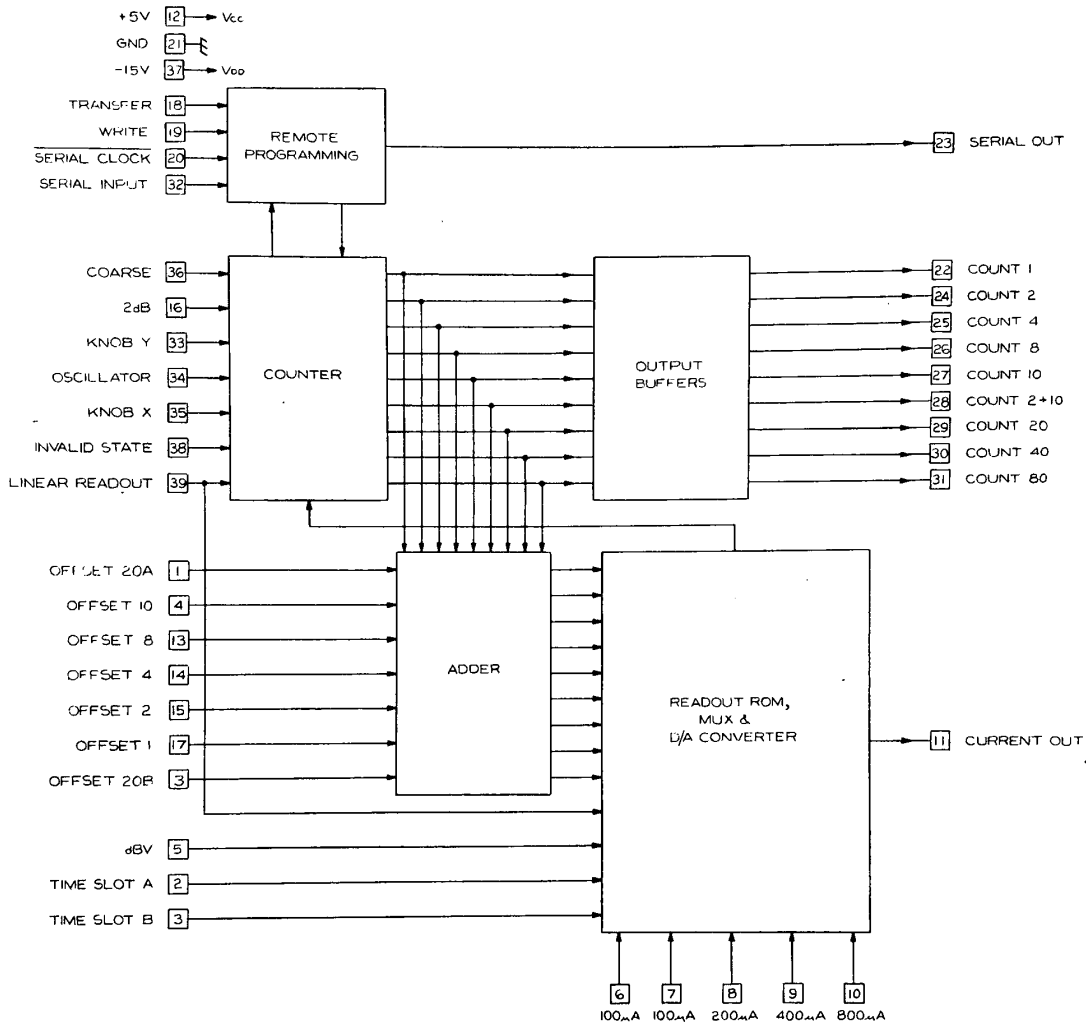 +5V 12 Vcc
GND 21
-15V 37 VDD
TRANSFER 18
WRITE 19
SERIAL CLOCK 20
SERIAL INPUT 32
REMOTE
PROGRAMMING
23 SERIAL OUT
COARSE 36
2dB 16
KNOB Y 33
OSCILLATOR 34
KNOB X 35
INVALID STATE 38
LINEAR READOUT 39
COUNTER
OUTPUT
BUFFERS
22 COUNT 1
24 COUNT 2
25 COUNT 4
26 COUNT 8
27 COUNT 10
28 COUNT 2+10
29 COUNT 20
30 COUNT 40
31 COUNT 80
OFFSET 20A 1
OFFSET 10 4
OFFSET 8 13
OFFSET 4 14
OFFSET 2 15
OFFSET 1 17
OFFSET 20B 3
ADDER
READOUT ROM,
MUX &
D/A CONVERTER
11 CURRENT OUT
dBV 5
TIME SLOT A 2
TIME SLOT B 3
6 7 8 9 10
100µA 100µA 200µA 400µA 800µA